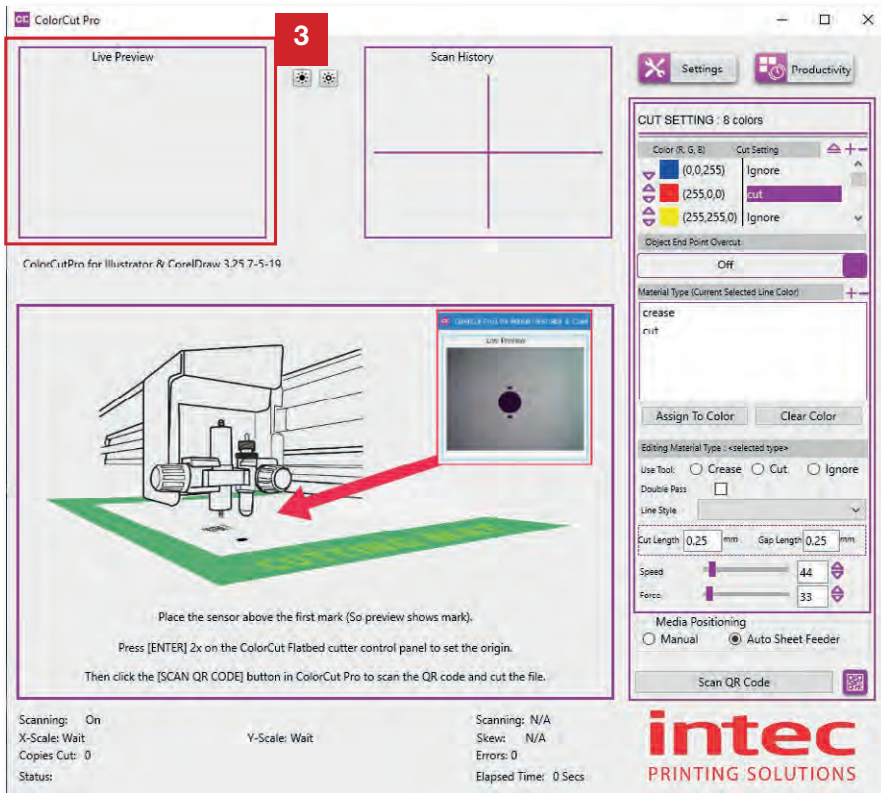 ColorCut Pro
3
Live Preview
Scan History
Settings
Productivity
CUT SETTING : 8 colors
Color (R, G, B) Cut Setting
(0,0,255) Ignore
(255,0,0) cut
(255,255,0) Ignore
Object End Point Overcut
Off
ColorCutPro for Illustrator & CorelDraw 3.25 7-5-19
Material Type (Current Selected Line Color)
crease
cut
Assign To Color Clear Color
Editing Material Type : <selected type>
Use Tool: Crease Cut Ignore
Double Pass
Line Style
Cut Length 0.25 mm Gap Length 0.25 mm
Speed 44
Force 33
Media Positioning
Manual Auto Sheet Feeder
Scan QR Code
Live Preview
CUTTING MAT
Place the sensor above the first mark (So preview shows mark).
Press [ENTER] 2x on the ColorCut Flatbed cutter control panel to set the origin.
Then click the [SCAN QR CODE] button in ColorCut Pro to scan the QR code and cut the file.
Scanning: On
X-Scale: Wait
Y-Scale: Wait
Copies Cut: 0
Status:
Scanning: N/A
Skew: N/A
Errors: 0
Elapsed Time: 0 Secs
intec
PRINTING SOLUTIONS